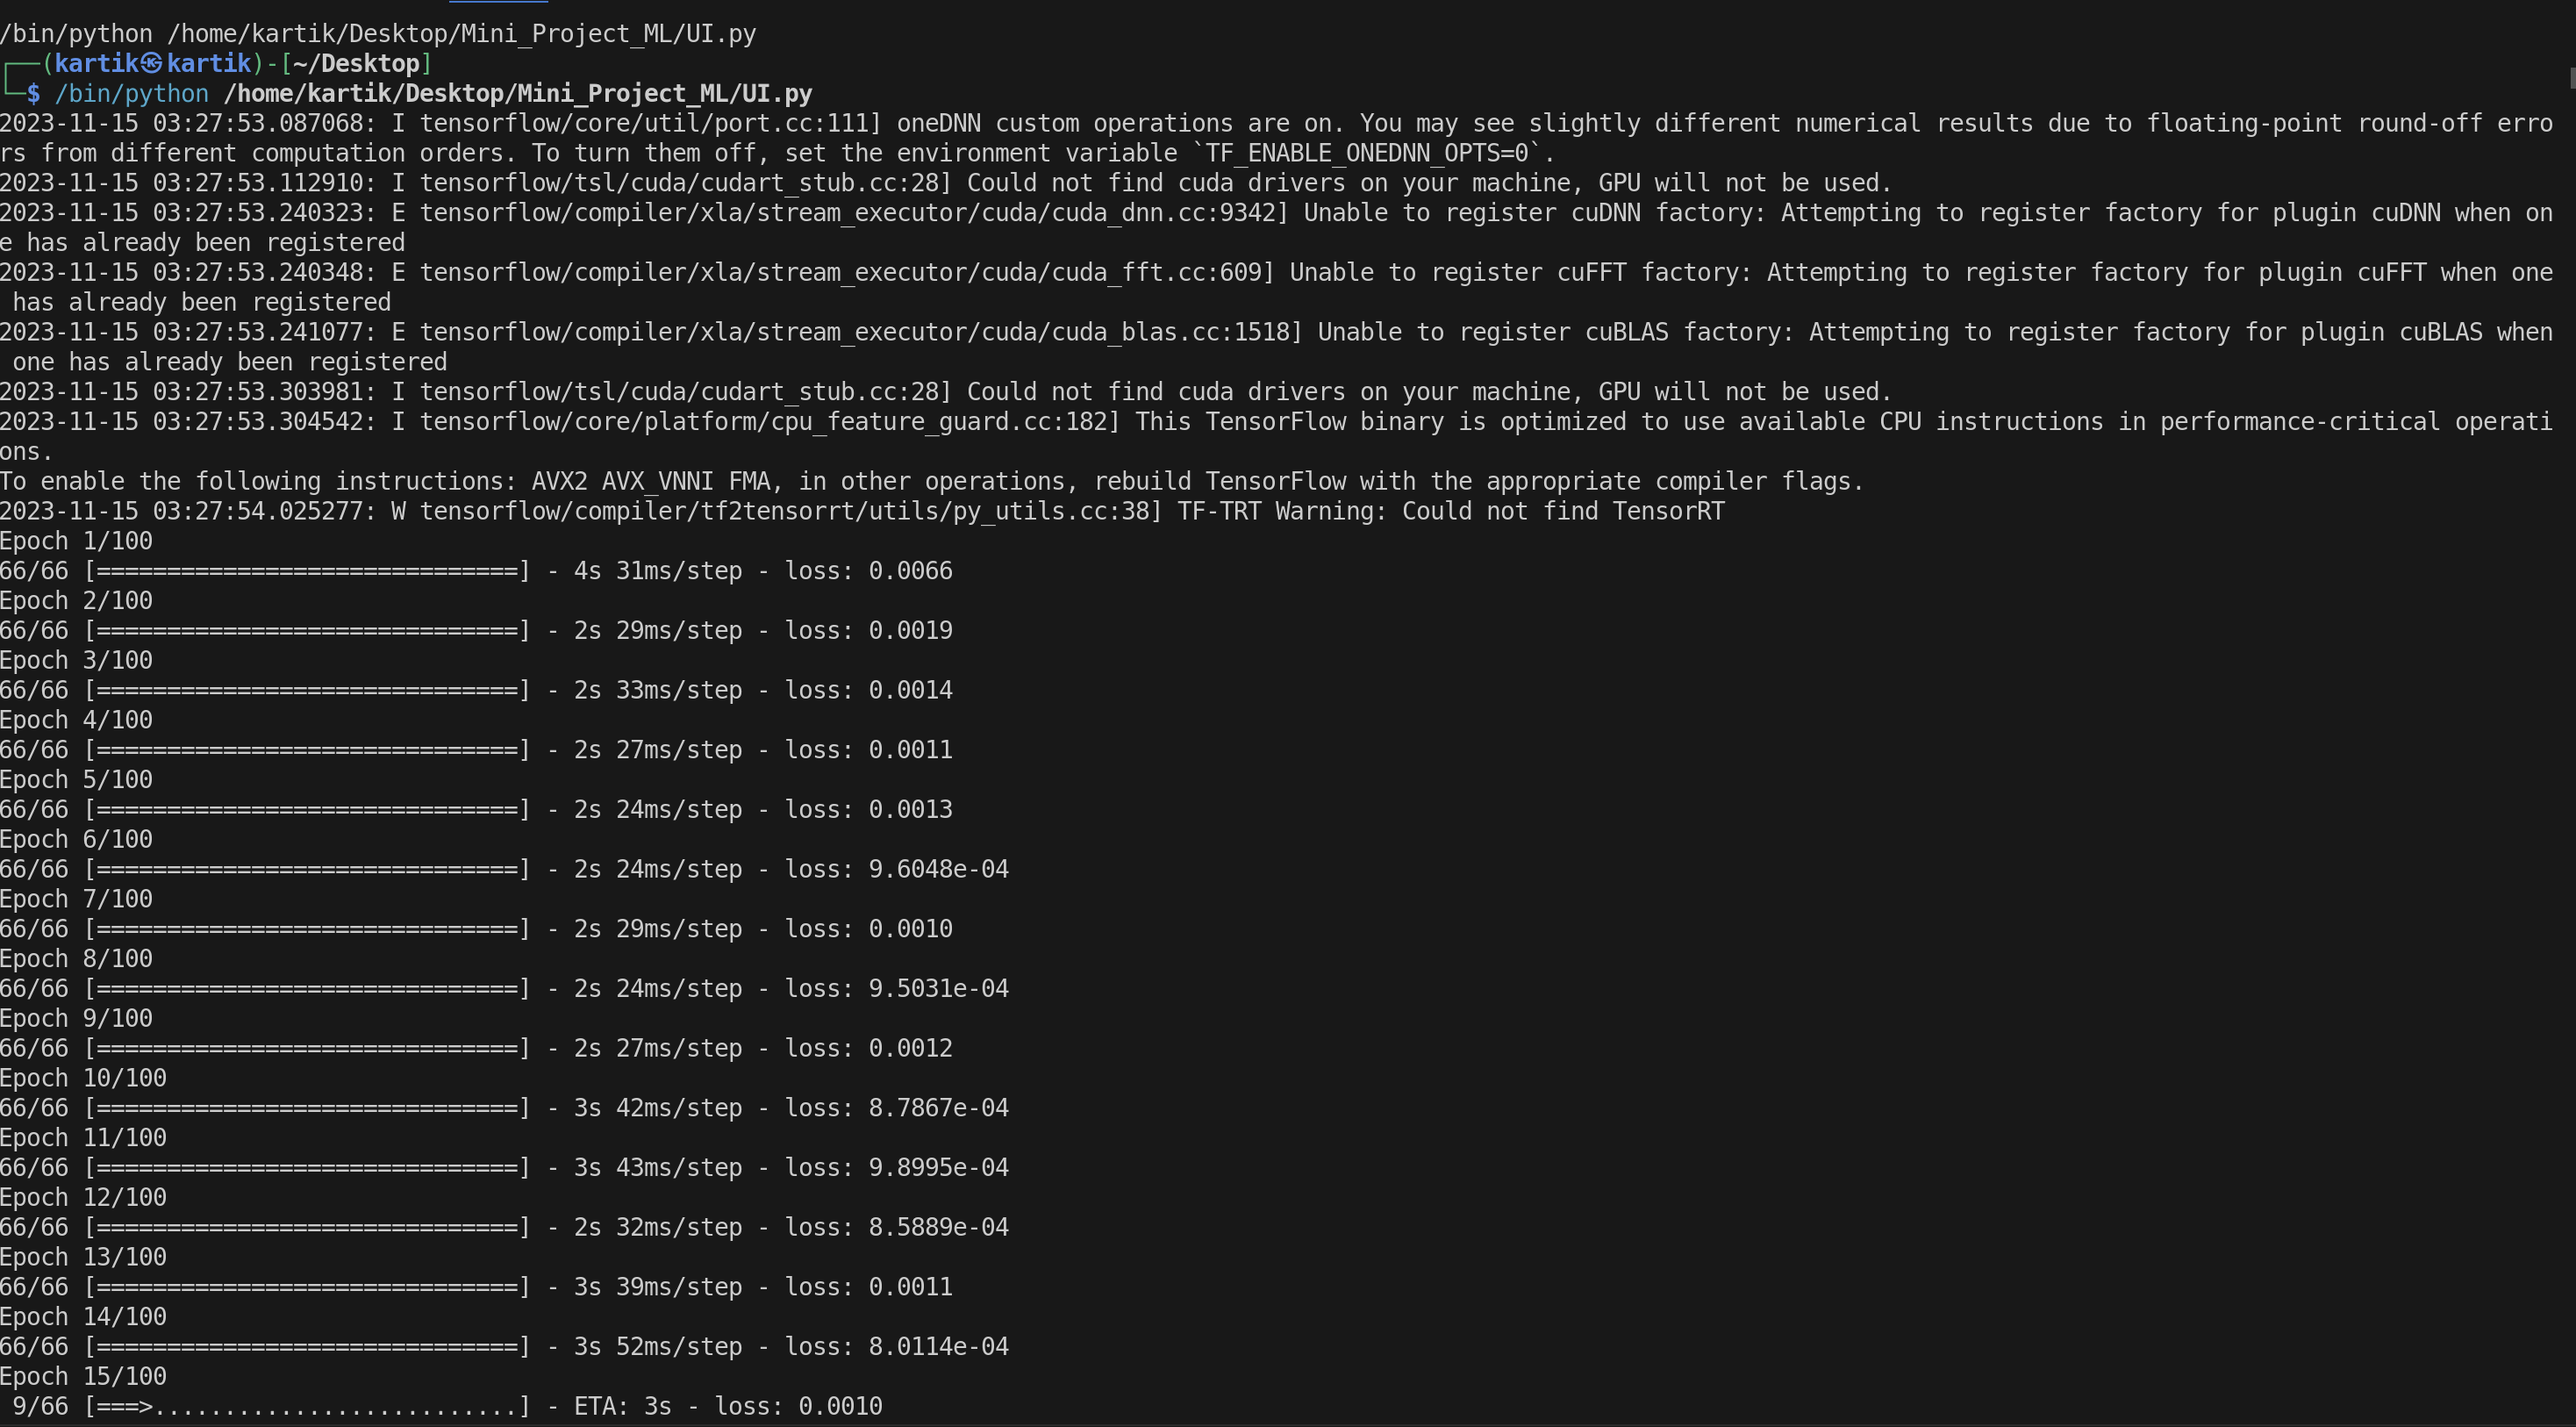 /bin/python /home/kartik/Desktop/Mini_Project_ML/UI.py
┌──(kartik㉿kartik)-[~/Desktop]
└─$ /bin/python /home/kartik/Desktop/Mini_Project_ML/UI.py
2023-11-15 03:27:53.087068: I tensorflow/core/util/port.cc:111] oneDNN custom operations are on. You may see slightly different numerical results due to floating-point round-off erro
rs from different computation orders. To turn them off, set the environment variable `TF_ENABLE_ONEDNN_OPTS=0`.
2023-11-15 03:27:53.112910: I tensorflow/tsl/cuda/cudart_stub.cc:28] Could not find cuda drivers on your machine, GPU will not be used.
2023-11-15 03:27:53.240323: E tensorflow/compiler/xla/stream_executor/cuda/cuda_dnn.cc:9342] Unable to register cuDNN factory: Attempting to register factory for plugin cuDNN when on
e has already been registered
2023-11-15 03:27:53.240348: E tensorflow/compiler/xla/stream_executor/cuda/cuda_fft.cc:609] Unable to register cuFFT factory: Attempting to register factory for plugin cuFFT when one
 has already been registered
2023-11-15 03:27:53.241077: E tensorflow/compiler/xla/stream_executor/cuda/cuda_blas.cc:1518] Unable to register cuBLAS factory: Attempting to register factory for plugin cuBLAS when
 one has already been registered
2023-11-15 03:27:53.303981: I tensorflow/tsl/cuda/cudart_stub.cc:28] Could not find cuda drivers on your machine, GPU will not be used.
2023-11-15 03:27:53.304542: I tensorflow/core/platform/cpu_feature_guard.cc:182] This TensorFlow binary is optimized to use available CPU instructions in performance-critical operati
ons.
To enable the following instructions: AVX2 AVX_VNNI FMA, in other operations, rebuild TensorFlow with the appropriate compiler flags.
2023-11-15 03:27:54.025277: W tensorflow/compiler/tf2tensorrt/utils/py_utils.cc:38] TF-TRT Warning: Could not find TensorRT
Epoch 1/100
66/66 [==============================] - 4s 31ms/step - loss: 0.0066
Epoch 2/100
66/66 [==============================] - 2s 29ms/step - loss: 0.0019
Epoch 3/100
66/66 [==============================] - 2s 33ms/step - loss: 0.0014
Epoch 4/100
66/66 [==============================] - 2s 27ms/step - loss: 0.0011
Epoch 5/100
66/66 [==============================] - 2s 24ms/step - loss: 0.0013
Epoch 6/100
66/66 [==============================] - 2s 24ms/step - loss: 9.6048e-04
Epoch 7/100
66/66 [==============================] - 2s 29ms/step - loss: 0.0010
Epoch 8/100
66/66 [==============================] - 2s 24ms/step - loss: 9.5031e-04
Epoch 9/100
66/66 [==============================] - 2s 27ms/step - loss: 0.0012
Epoch 10/100
66/66 [==============================] - 3s 42ms/step - loss: 8.7867e-04
Epoch 11/100
66/66 [==============================] - 3s 43ms/step - loss: 9.8995e-04
Epoch 12/100
66/66 [==============================] - 2s 32ms/step - loss: 8.5889e-04
Epoch 13/100
66/66 [==============================] - 3s 39ms/step - loss: 0.0011
Epoch 14/100
66/66 [==============================] - 3s 52ms/step - loss: 8.0114e-04
Epoch 15/100
 9/66 [===>..........................] - ETA: 3s - loss: 0.0010